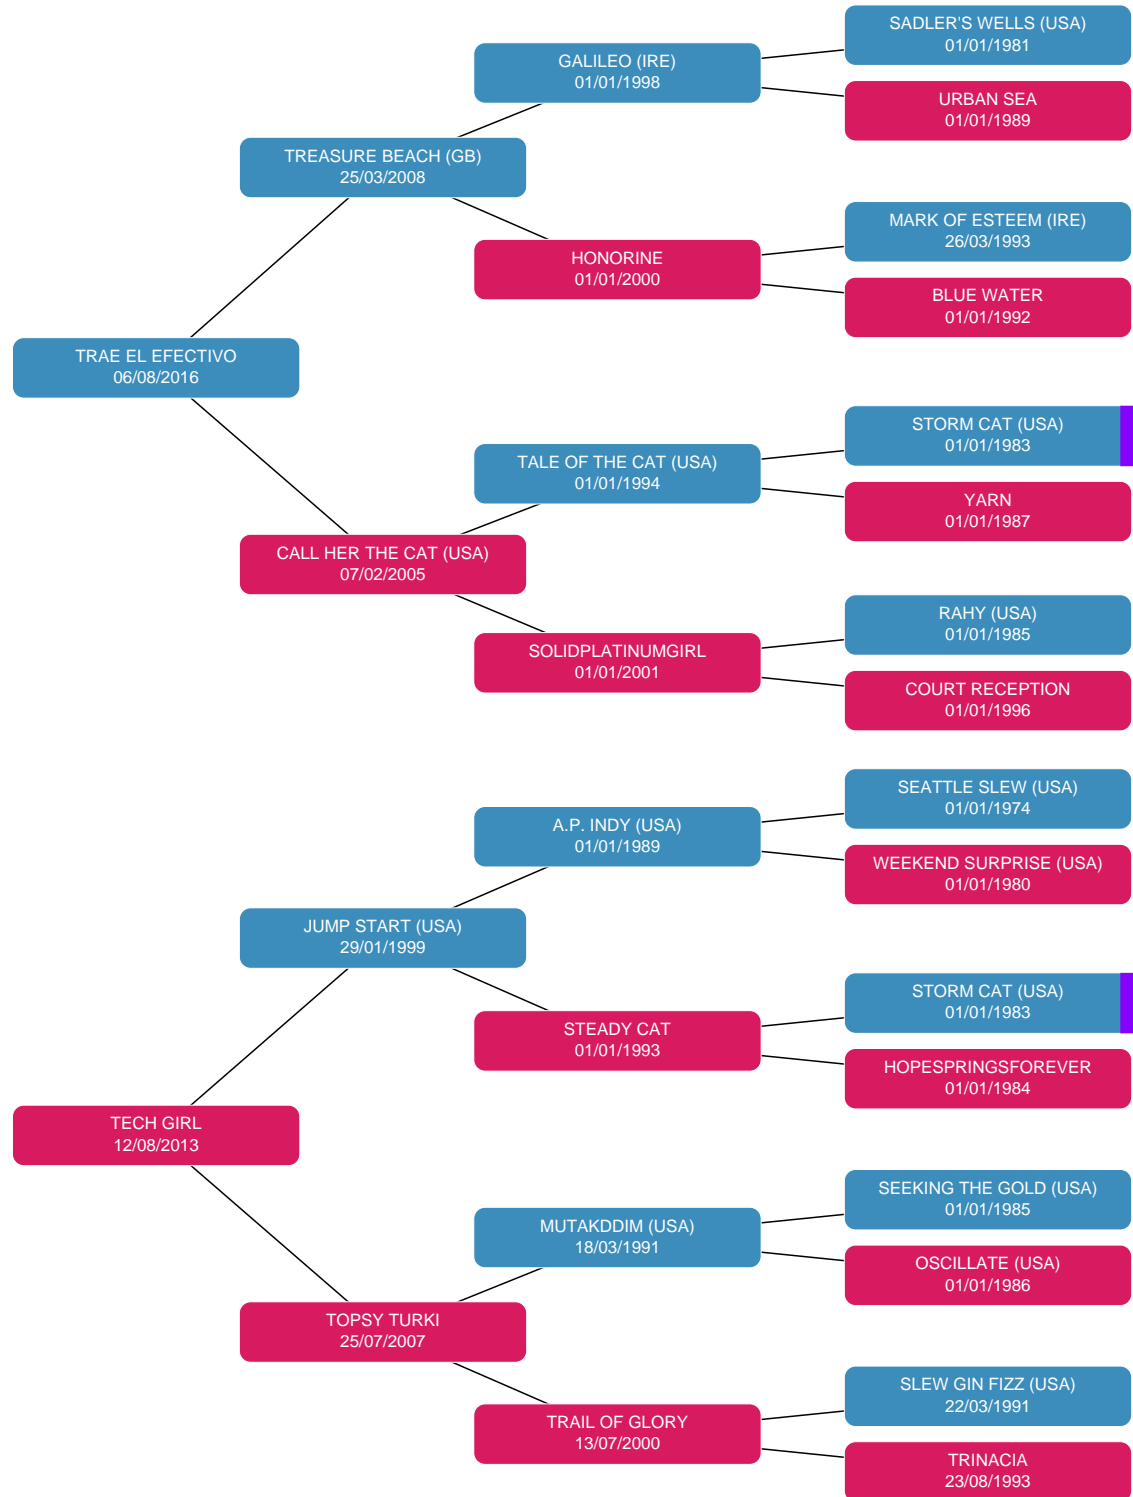 SADLER'S WELLS (USA)
01/01/1981
GALILEO (IRE)
01/01/1998
URBAN SEA
01/01/1989
TREASURE BEACH (GB)
25/03/2008
MARK OF ESTEEM (IRE)
26/03/1993
HONORINE
01/01/2000
BLUE WATER
01/01/1992
TRAE EL EFECTIVO
06/08/2016
STORM CAT (USA)
01/01/1983
TALE OF THE CAT (USA)
01/01/1994
YARN
01/01/1987
CALL HER THE CAT (USA)
07/02/2005
RAHY (USA)
01/01/1985
SOLIDPLATINUMGIRL
01/01/2001
COURT RECEPTION
01/01/1996
SEATTLE SLEW (USA)
01/01/1974
A.P. INDY (USA)
01/01/1989
WEEKEND SURPRISE (USA)
01/01/1980
JUMP START (USA)
29/01/1999
STORM CAT (USA)
01/01/1983
STEADY CAT
01/01/1993
HOPESPRINGSFOREVER
01/01/1984
TECH GIRL
12/08/2013
SEEKING THE GOLD (USA)
01/01/1985
MUTAKDDIM (USA)
18/03/1991
OSCILLATE (USA)
01/01/1986
TOPSY TURKI
25/07/2007
SLEW GIN FIZZ (USA)
22/03/1991
TRAIL OF GLORY
13/07/2000
TRINACIA
23/08/1993